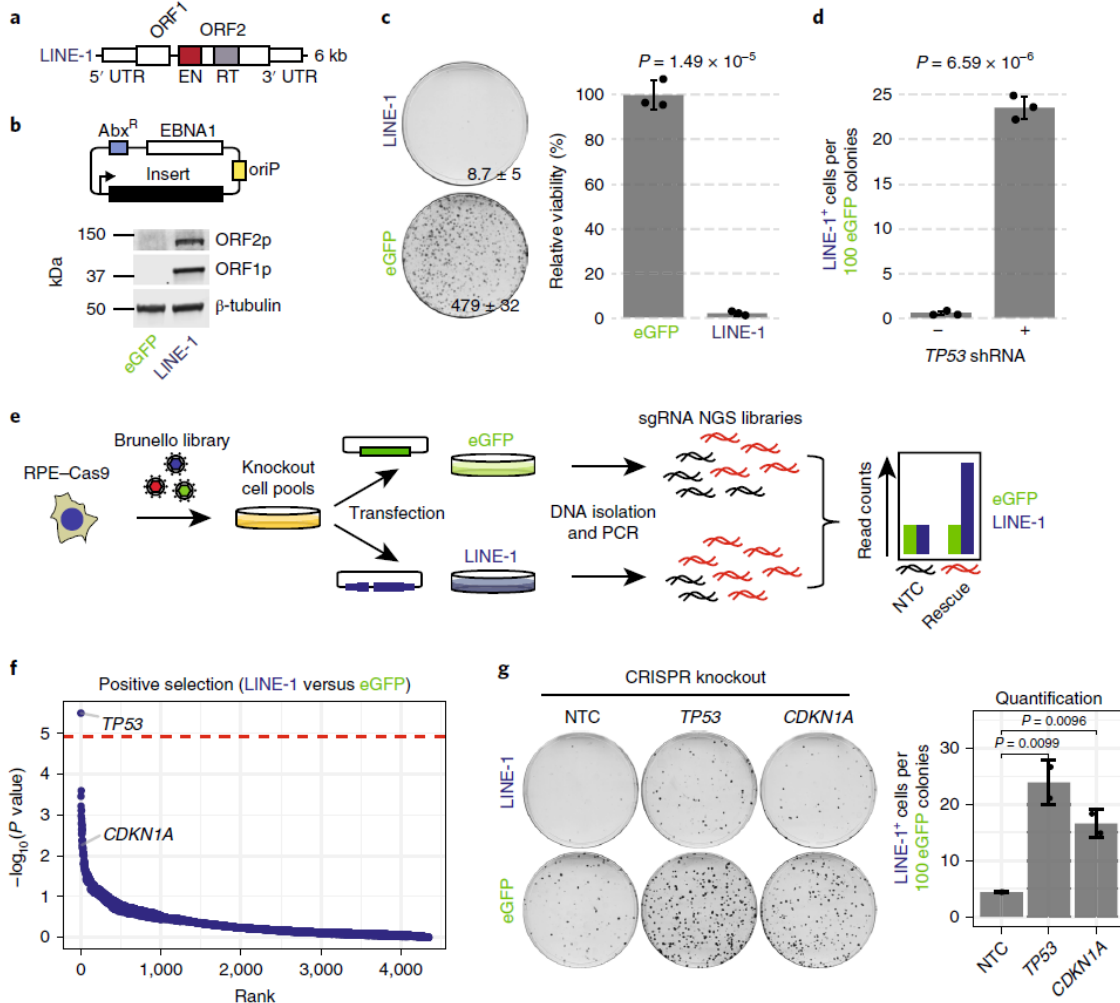 a
ORF1
ORF2
LINE-1
6 kb
5′ UTR
EN
RT
3′ UTR
b
AbxR
EBNA1
Insert
oriP
kDa
150
ORF2p
37
ORF1p
50
β-tubulin
eGFP
LINE-1
c
LINE-1
8.7 ± 5
eGFP
479 ± 32
P = 1.49 × 10−5
Relative viability (%)
100
80
60
40
20
0
eGFP
LINE-1
d
P = 6.59 × 10−6
LINE-1+ cells per
100 eGFP colonies
25
20
15
10
5
0
−
+
TP53 shRNA
e
RPE–Cas9
Brunello library
Knockout
cell pools
Transfection
eGFP
LINE-1
DNA isolation
and PCR
sgRNA NGS libraries
Read counts
eGFP
LINE-1
NTC
Rescue
f
Positive selection (LINE-1 versus eGFP)
−log10(P value)
5
4
3
2
1
0
TP53
CDKN1A
0
1,000
2,000
3,000
4,000
Rank
g
CRISPR knockout
NTC
TP53
CDKN1A
LINE-1
eGFP
Quantification
P = 0.0096
P = 0.0099
LINE-1+ cells per
100 eGFP colonies
30
20
15
10
5
0
NTC
TP53
CDKN1A